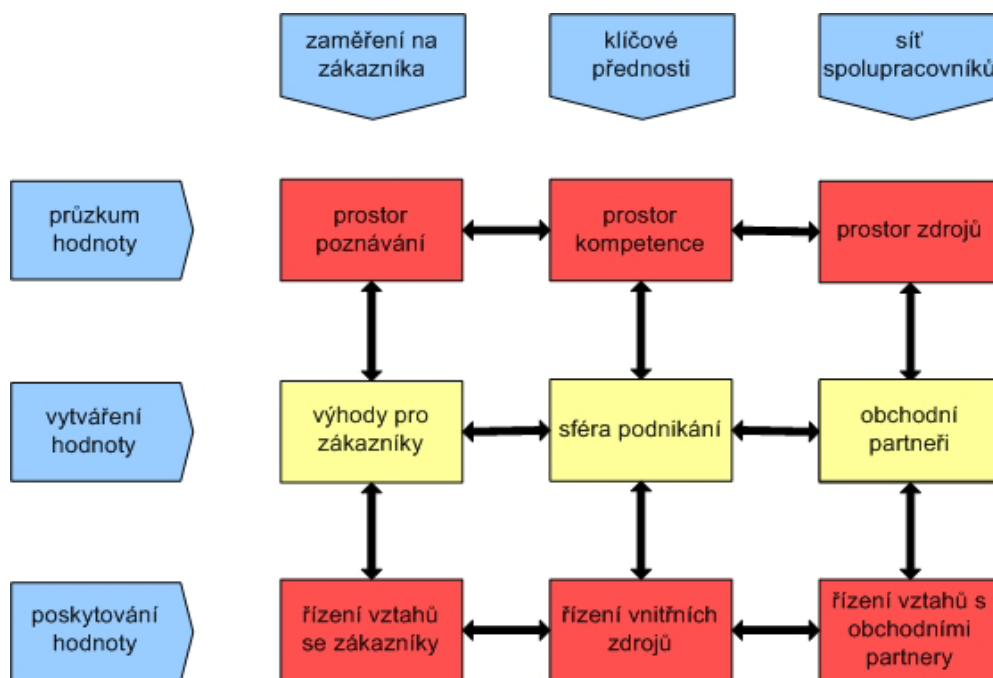 zaměření na
zákazníka
klíčové
přednosti
síť
spolupracovníků
průzkum
hodnoty
prostor
poznávání
prostor
kompetence
prostor zdrojů
vytváření
hodnoty
výhody pro
zákazníky
sféra podnikání
obchodní
partneři
poskytování
hodnoty
řízení vztahů
se zákazníky
řízení vnitřních
zdrojů
řízení vztahů s
obchodními
partnery